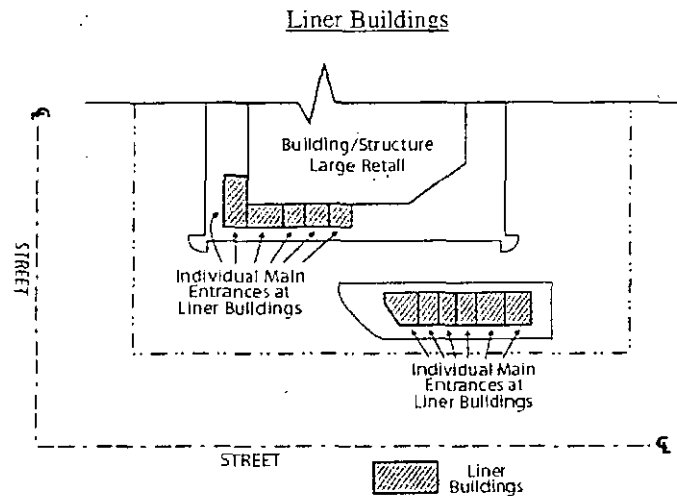 Liner Buildings
℄
Building/Structure
Large Retail
STREET
Individual Main
Entrances at
Liner Buildings
Individual Main
Entrances at
Liner Buildings
℄
STREET
Liner
Buildings